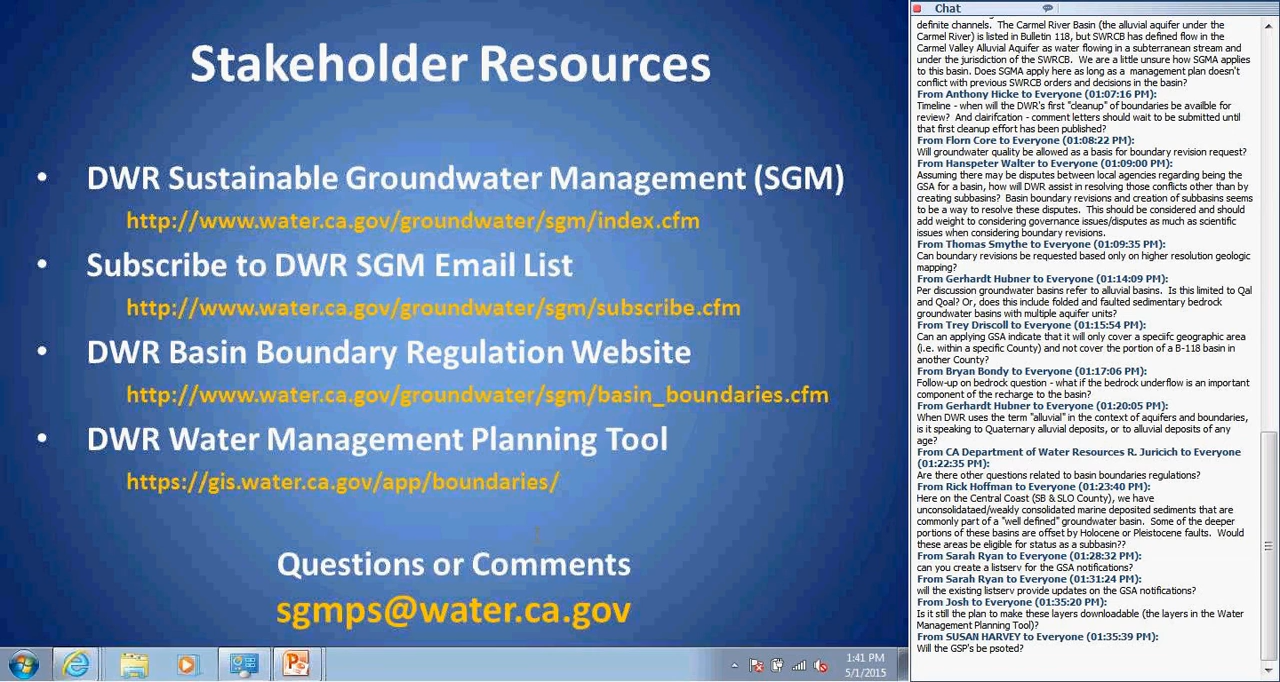 Stakeholder Resources
• DWR Sustainable Groundwater Management (SGM)
http://www.water.ca.gov/groundwater/sgm/index.cfm
• Subscribe to DWR SGM Email List
http://www.water.ca.gov/groundwater/sgm/subscribe.cfm
• DWR Basin Boundary Regulation Website
http://www.water.ca.gov/groundwater/sgm/basin_boundaries.cfm
• DWR Water Management Planning Tool
https://gis.water.ca.gov/app/boundaries/
Questions or Comments
sgmps@water.ca.gov
1:41 PM
5/1/2015
Chat
definite channels. The Carmel River Basin (the alluvial aquifer under the
Carmel River) is listed in Bulletin 118, but SWRCB has defined flow in the
Carmel Valley Alluvial Aquifer as water flowing in a subterranean stream and
under the jurisdiction of the SWRCB. We are a little unsure how SGMA applies
to this basin. Does SGMA apply here as long as a management plan doesn't
conflict with previous SWRCB orders and decisions in the basin?
From Anthony Hicke to Everyone (01:07:16 PM):
Timeline - when will the DWR's first "cleanup" of boundaries be availble for
review? And clairifcation - comment letters should wait to be submitted until
that first cleanup effort has been published?
From Florn Core to Everyone (01:08:22 PM):
Will groundwater quality be allowed as a basis for boundary revision request?
From Hanspeter Walter to Everyone (01:09:00 PM):
Assuming there may be disputes between local agencies regarding being the
GSA for a basin, how will DWR assist in resolving those conflicts other than by
creating subbasins? Basin boundary revisions and creation of subbasins seems
to be a way to resolve these disputes. This should be considered and should
add weight to considering governance issues/disputes as much as scientific
issues when considering boundary revisions.
From Thomas Smythe to Everyone (01:09:35 PM):
Can boundary revisions be requested based only on higher resolution geologic
mapping?
From Gerhardt Hubner to Everyone (01:14:09 PM):
Per discussion groundwater basins refer to alluvial basins. Is this limited to Qal
and Qoal? Or, does this include folded and faulted sedimentary bedrock
groundwater basins with multiple aquifer units?
From Trey Driscoll to Everyone (01:15:54 PM):
Can an applying GSA indicate that it will only cover a speciifc geographic area
(i.e. within a specific County) and not cover the portion of a B-118 basin in
another County?
From Bryan Bondy to Everyone (01:17:06 PM):
Follow-up on bedrock question - what if the bedrock underflow is an important
component of the recharge to the basin?
From Gerhardt Hubner to Everyone (01:20:05 PM):
When DWR uses the term "alluvial" in the context of aquifers and boundaries,
is it speaking to Quaternary alluvial deposits, or to alluvial deposits of any
age?
From CA Department of Water Resources R. Juricich to Everyone
(01:22:35 PM):
Are there other questions related to basin boundaries regulations?
From Rick Hoffman to Everyone (01:23:40 PM):
Here on the Central Coast (SB & SLO County), we have
unconsolidataed/weakly consolidated marine deposited sediments that are
commonly part of a "well defined" groundwater basin. Some of the deeper
portions of these basins are offset by Holocene or Pleistocene faults. Would
these areas be eligible for status as a subbasin??
From Sarah Ryan to Everyone (01:28:32 PM):
can you create a listserv for the GSA notifications?
From Sarah Ryan to Everyone (01:31:24 PM):
will the existing listserv provide updates on the GSA notifications?
From Josh to Everyone (01:35:20 PM):
Is it still the plan to make these layers downloadable (the layers in the Water
Management Planning Tool)?
From SUSAN HARVEY to Everyone (01:35:39 PM):
Will the GSP's be psoted?